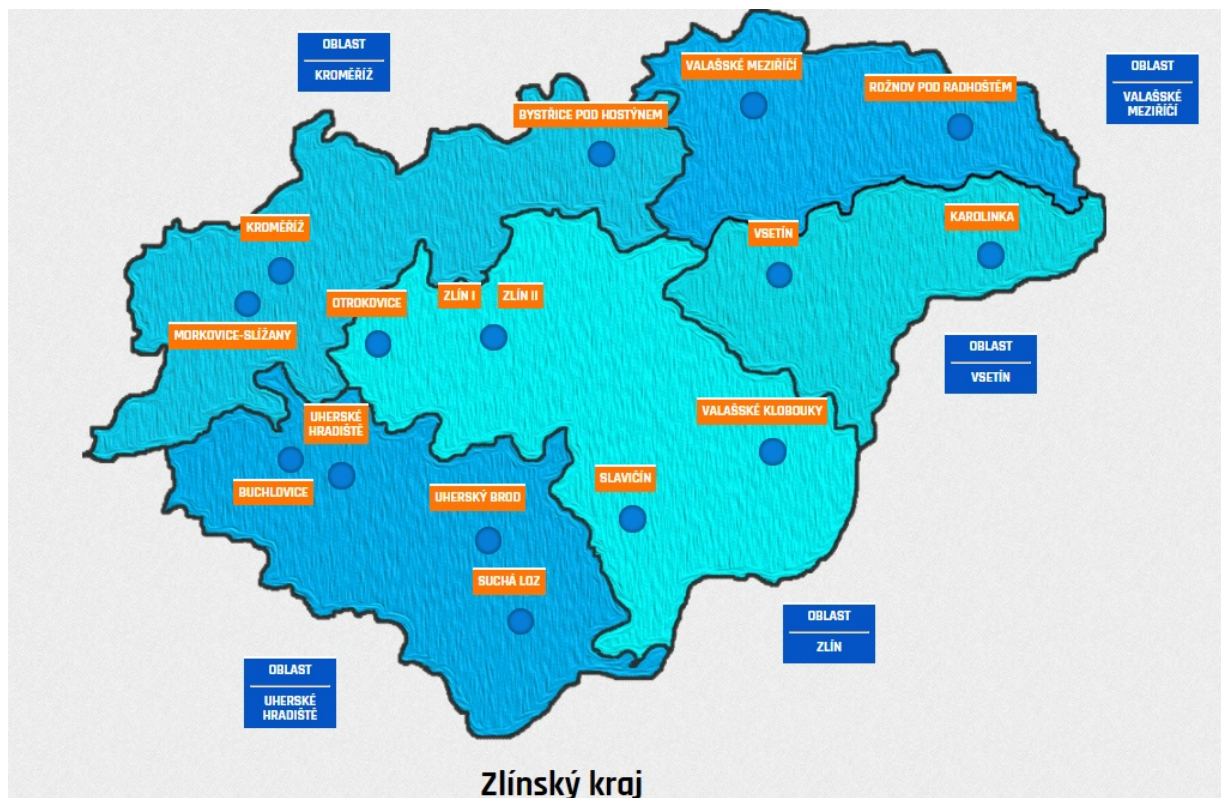 OBLAST
KROMĚŘÍŽ
VALAŠSKÉ MEZIŘÍČÍ
OBLAST
VALAŠSKÉ
MEZIŘÍČÍ
ROŽNOV POD RADHOŠTĚM
BYSTŘICE POD HOSTÝNEM
KROMĚŘÍŽ
VSETÍN
KAROLINKA
OTROKOVICE
ZLÍN I
ZLÍN II
MORKOVICE-SLÍŽANY
OBLAST
VSETÍN
UHERSKÉ
HRADIŠTĚ
VALAŠSKÉ KLOBOUKY
BUCHLOVICE
SLAVIČÍN
UHERSKÝ BROD
SUCHÁ LOZ
OBLAST
ZLÍN
OBLAST
UHERSKÉ
HRADIŠTĚ
Zlínský kraj